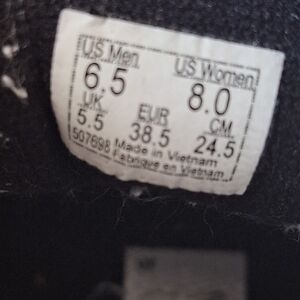 US Men US Women
6.5 8.0
UK EUR CM
5.5 38.5 24.5
507698 Made in Vietnam
Fabriqué en Vietnam